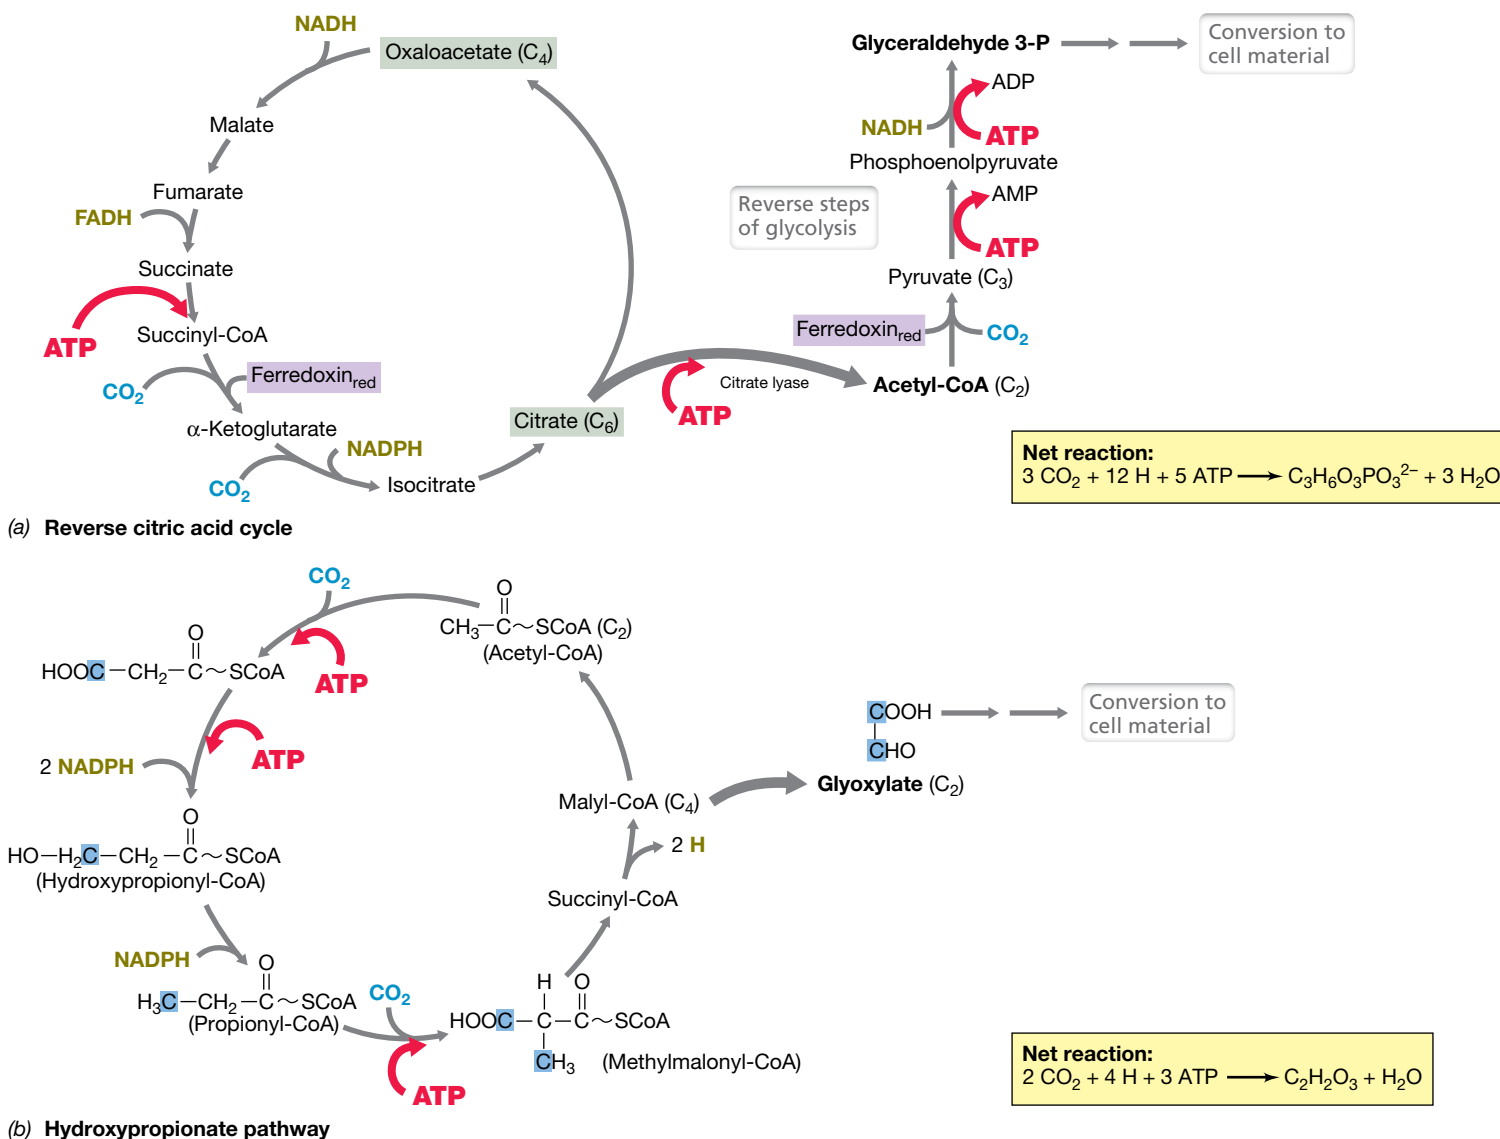 NADH
Oxaloacetate (C4)
Malate
Fumarate
FADH
Succinate
ATP
Succinyl-CoA
CO2
Ferredoxinred
α-Ketoglutarate
NADPH
CO2
Isocitrate
Citrate (C6)
ATP
Citrate lyase
Acetyl-CoA (C2)
Ferredoxinred
CO2
Pyruvate (C3)
ATP
AMP
Reverse steps
of glycolysis
Phosphoenolpyruvate
NADH
ATP
ADP
Glyceraldehyde 3-P
Conversion to
cell material
Net reaction:
3 CO2 + 12 H + 5 ATP ⟶ C3H6O3PO3²⁻ + 3 H2O
(a) Reverse citric acid cycle
CO2
O
CH3—C～SCoA (C2)
(Acetyl-CoA)
ATP
O
HOOC—CH2—C～SCoA
ATP
2 NADPH
O
HO—H2C—CH2—C～SCoA
(Hydroxypropionyl-CoA)
NADPH
O
H3C—CH2—C～SCoA
(Propionyl-CoA)
CO2
ATP
H O
HOOC—C—C～SCoA
CH3 (Methylmalonyl-CoA)
Succinyl-CoA
2 H
Malyl-CoA (C4)
COOH
CHO
Glyoxylate (C2)
Conversion to
cell material
Net reaction:
2 CO2 + 4 H + 3 ATP ⟶ C2H2O3 + H2O
(b) Hydroxypropionate pathway